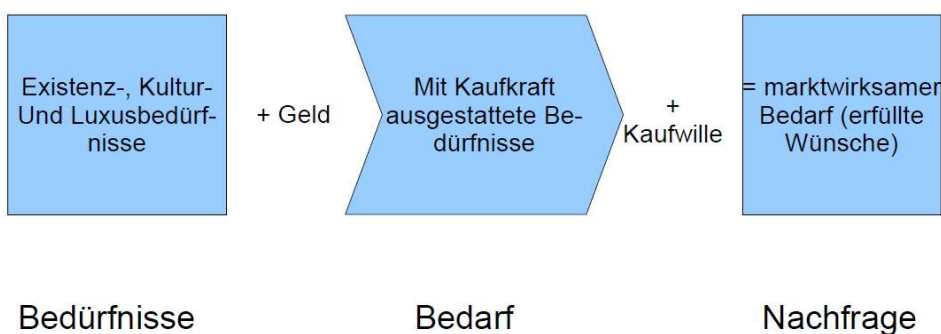 Existenz-, Kultur-
Und Luxusbedürf-
nisse
+ Geld
Mit Kaufkraft
ausgestattete Be-
dürfnisse
+
Kaufwille
= marktwirksamer
Bedarf (erfüllte
Wünsche)
Bedürfnisse
Bedarf
Nachfrage